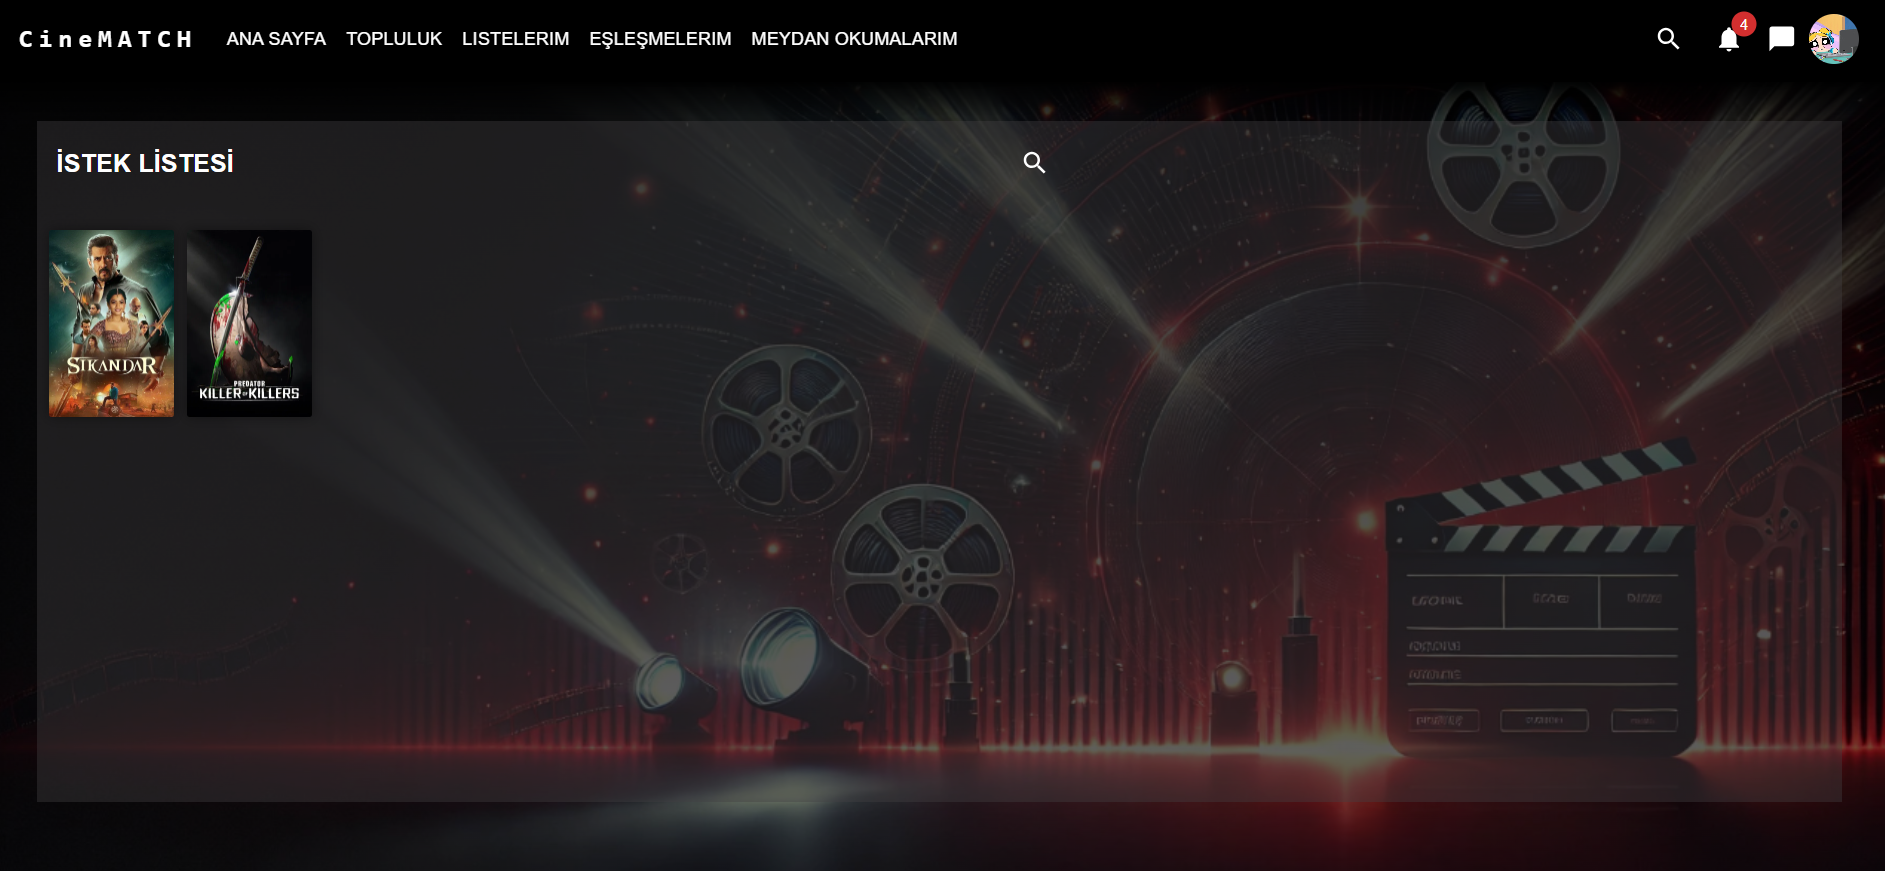 CineMATCH ANA SAYFA TOPLULUK LISTELERIM EŞLEŞMELERIM MEYDAN OKUMALARIM 4
İSTEK LİSTESİ
SIKANDAR
PREDATOR
KILLER OF KILLERS